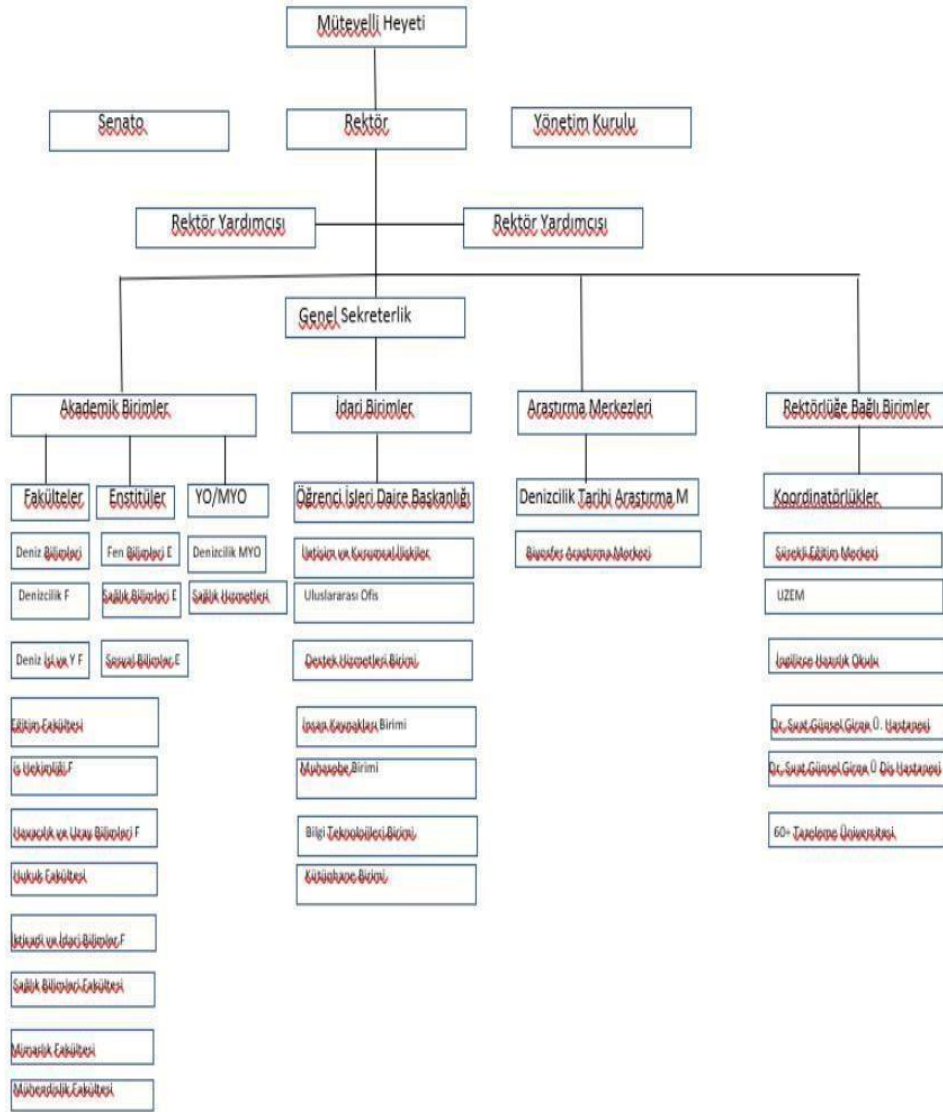 Mütevelli Heyeti
Senato
Rektör
Yönetim Kurulu
Rektör Yardımcısı
Rektör Yardımcısı
Genel Sekreterlik
Akademik Birimler
İdari Birimler
Araştırma Merkezleri
Rektörlüğe Bağlı Birimler
Fakülteler
Enstitüler
YO/MYO
Öğrenci İşleri Daire Başkanlığı
Denizcilik Tarihi Araştırma M
Koordinatörlükler
Deniz Bilimleri
Fen Bilimleri E
Denizcilik MYO
İletişim ve Kurumsal İlişkiler
Biyosfer Araştırma Merkezi
Sürekli Eğitim Merkezi
Denizcilik F
Sağlık Bilimleri E
Sağlık Hizmetleri
Uluslararası Ofis
UZEM
Deniz İşl ve Y F
Sosyal Bilimler E
Destek Hizmetleri Birimi
İngilizce Hazırlık Okulu
Eğitim Fakültesi
İnsan Kaynakları Birimi
Dr. Suat Günsel Girne Ü. Hastanesi
iş Hekimliği F
Muhasebe Birimi
Dr. Suat Günsel Girne Ü Diş Hastanesi
Havacılık ve Uzay Bilimleri F
Bilgi Teknolojileri Birimi
60+ Tazeleme Üniversitesi
Hukuk Fakültesi
Kütüphane Birimi
İktisadi ve İdari Bilimler F
Sağlık Bilimleri Fakültesi
Mimarlık Fakültesi
Mühendislik Fakültesi